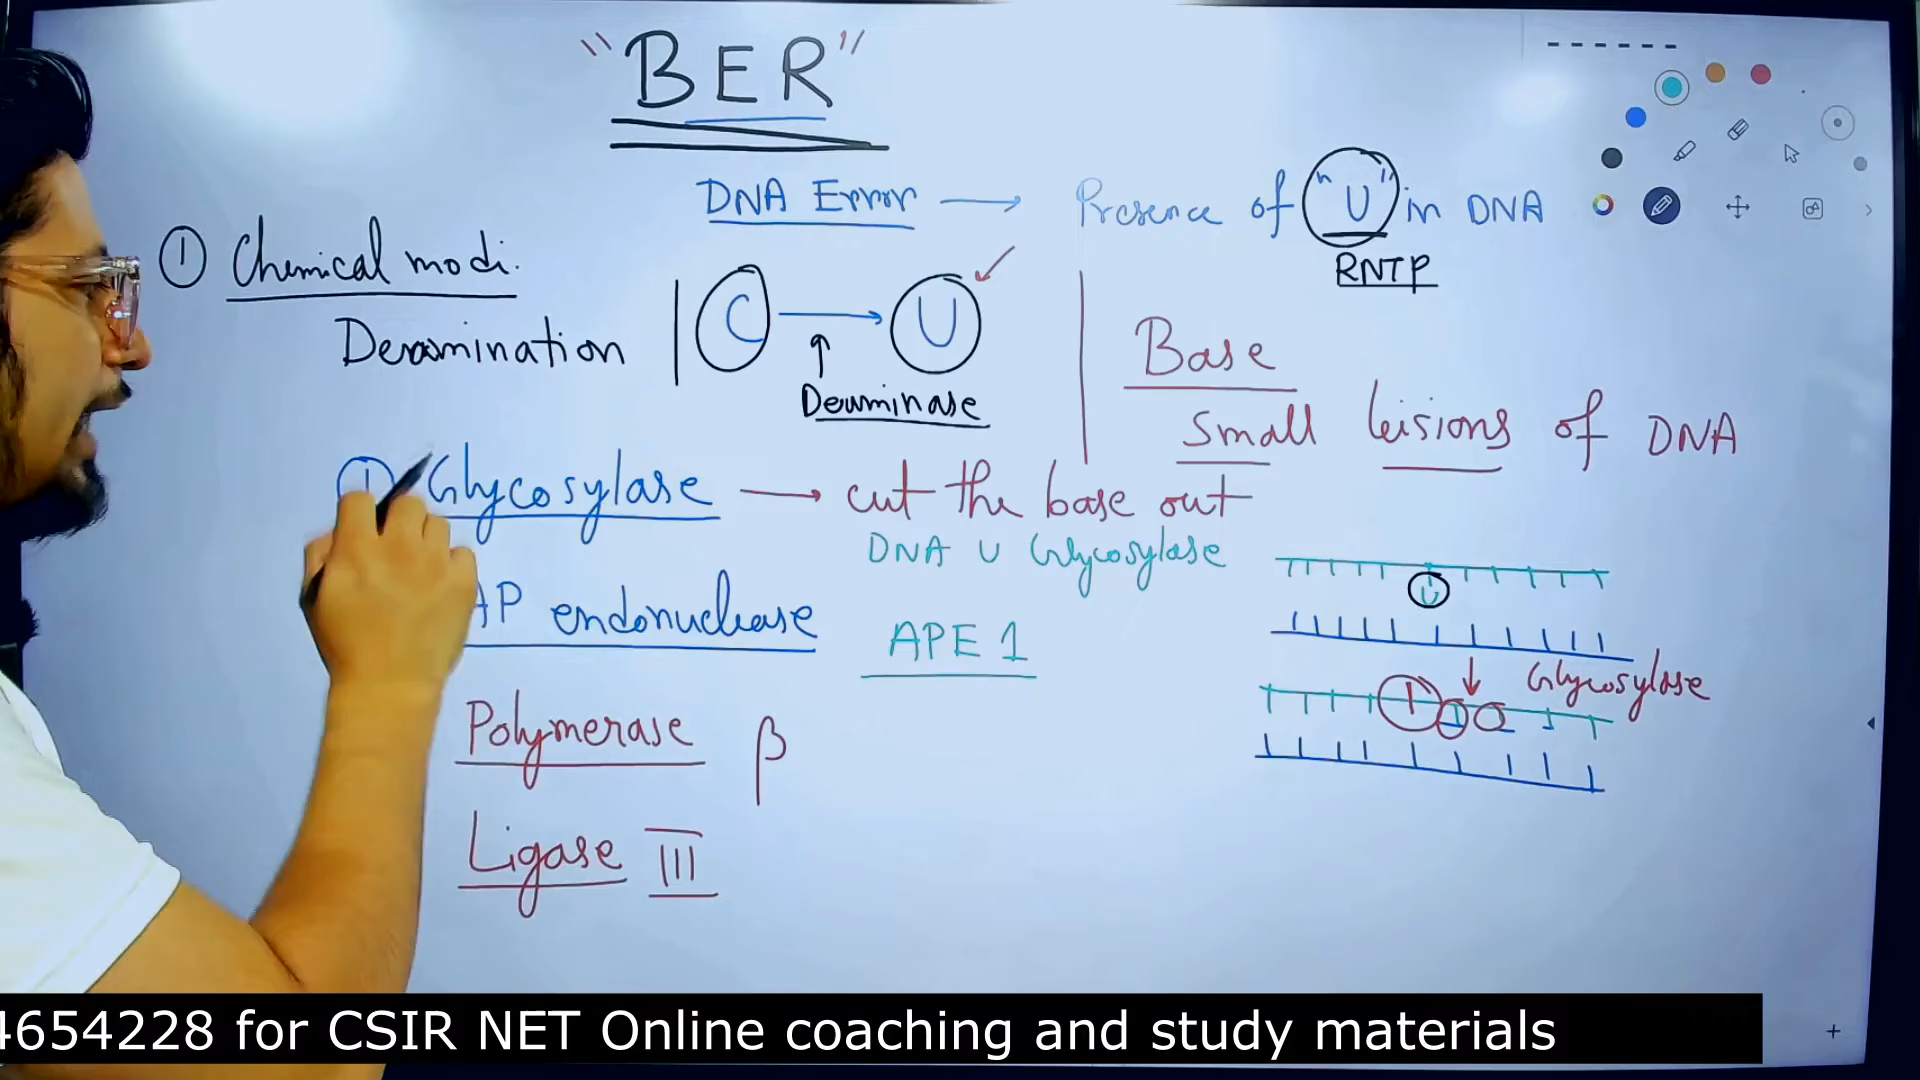 "BER"
DNA Error → Presence of "U" in DNA
RNTP
① Chemical modi.
Deamination | C → U
Deaminase
Base
Small leisions of DNA
① Glycosylase → cut the base out
DNA U Glycosylase
U
AP endonuclease APE 1
Glycosylase
Polymerase β
Ligase III
4654228 for CSIR NET Online coaching and study materials